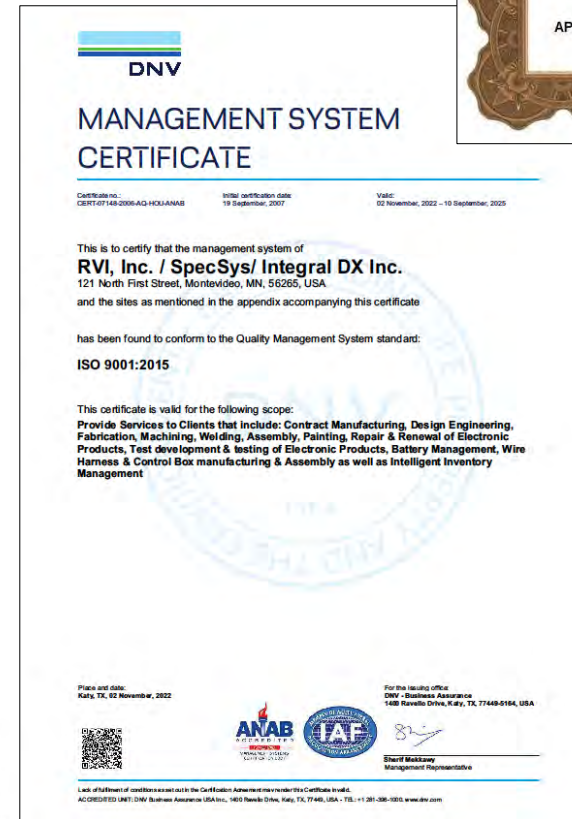 AP
DNV
MANAGEMENT SYSTEM
CERTIFICATE
Certificate no.:
CERT-07148-2006-AQ-HOU-ANAB
Initial certification date:
19 September, 2007
Valid:
02 November, 2022 – 10 September, 2025
This is to certify that the management system of
RVI, Inc. / SpecSys/ Integral DX Inc.
121 North First Street, Montevideo, MN, 56265, USA
and the sites as mentioned in the appendix accompanying this certificate
has been found to conform to the Quality Management System standard:
ISO 9001:2015
This certificate is valid for the following scope:
Provide Services to Clients that include: Contract Manufacturing, Design Engineering,
Fabrication, Machining, Welding, Assembly, Painting, Repair & Renewal of Electronic
Products, Test development & testing of Electronic Products, Battery Management, Wire
Harness & Control Box manufacturing & Assembly as well as Intelligent Inventory
Management
Place and date:
Katy, TX, 02 November, 2022
For the issuing office:
DNV - Business Assurance
1400 Ravello Drive, Katy, TX, 77449-5164, USA
ANAB
ACCREDITED
MANAGEMENT SYSTEMS
CERTIFICATION BODY
IAF
Sherif Mekkawy
Management Representative
Lack of fulfilment of conditions as set out in the Certification Agreement may render this Certificate invalid.
ACCREDITED UNIT: DNV Business Assurance USA Inc., 1400 Ravello Drive, Katy, TX, 77449, USA - TEL: +1 281-396-1000. www.dnv.com